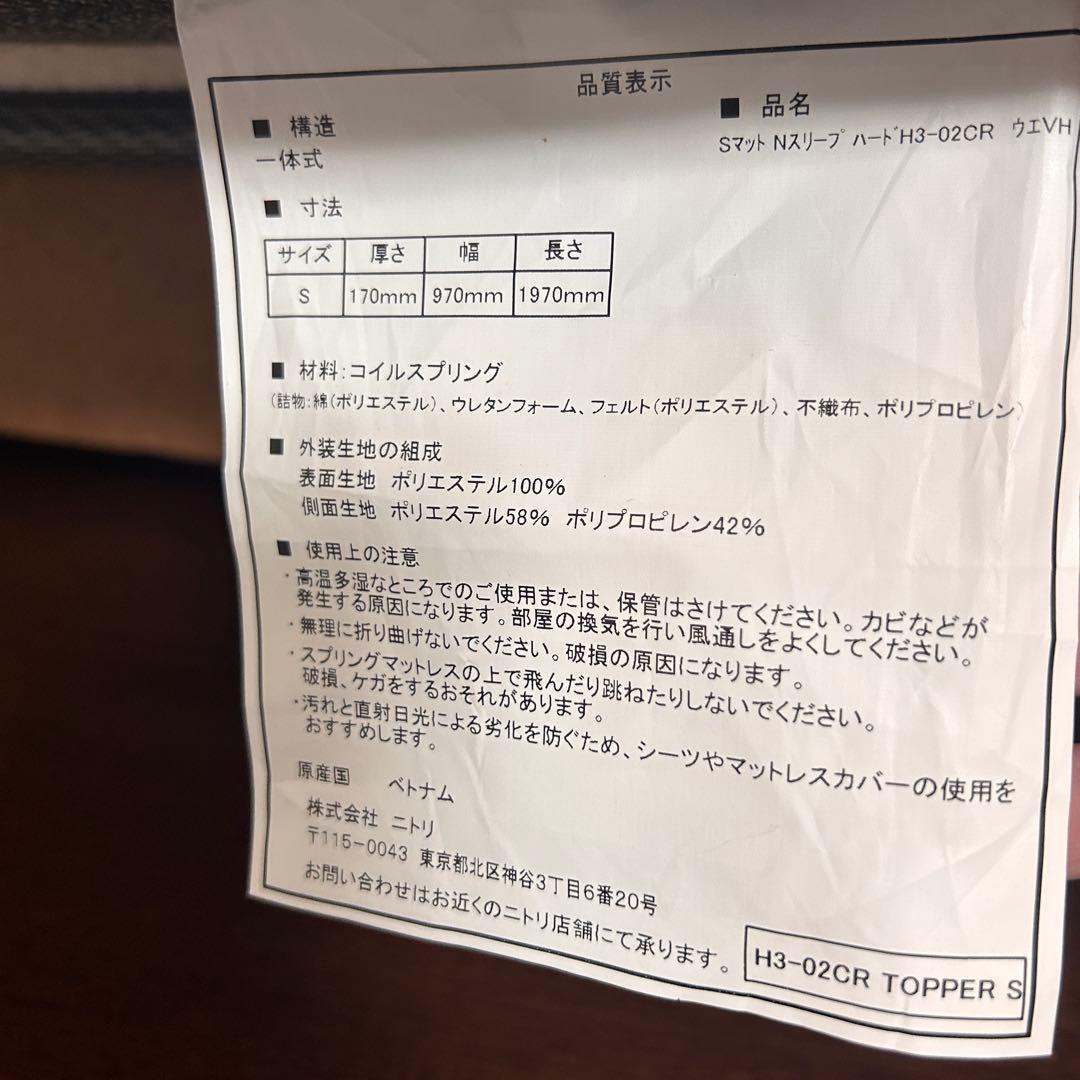 品質表示
■ 構造
一体式
■ 品名
Sマット Nスリープ ハードH3-02CR ウエVH
■ 寸法
サイズ 厚さ 幅 長さ
S 170mm 970mm 1970mm
■ 材料：コイルスプリング
（詰物：綿（ポリエステル）、ウレタンフォーム、フェルト（ポリエステル）、不織布、ポリプロピレン）
■ 外装生地の組成
表面生地 ポリエステル100%
側面生地 ポリエステル58% ポリプロピレン42%
■ 使用上の注意
・高温多湿なところでのご使用または、保管はさけてください。カビなどが
発生する原因になります。部屋の換気を行い風通しをよくしてください。
・無理に折り曲げないでください。破損の原因になります。
・スプリングマットレスの上で飛んだり跳ねたりしないでください。
破損、ケガをするおそれがあります。
・汚れと直射日光による劣化を防ぐため、シーツやマットレスカバーの使用を
おすすめします。
原産国 ベトナム
株式会社 ニトリ
〒115-0043 東京都北区神谷3丁目6番20号
お問い合わせはお近くのニトリ店舗にて承ります。
H3-02CR TOPPER S